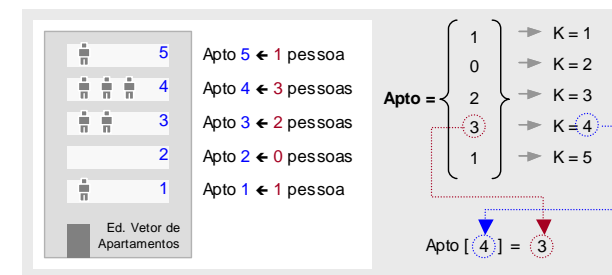 5
4
3
2
1
Ed. Vetor de
Apartamentos
Apto 5 ← 1 pessoa
Apto 4 ← 3 pessoas
Apto 3 ← 2 pessoas
Apto 2 ← 0 pessoas
Apto 1 ← 1 pessoa
Apto =
1 → K = 1
0 → K = 2
2 → K = 3
3 → K = 4
1 → K = 5
Apto [ 4 ] = 3